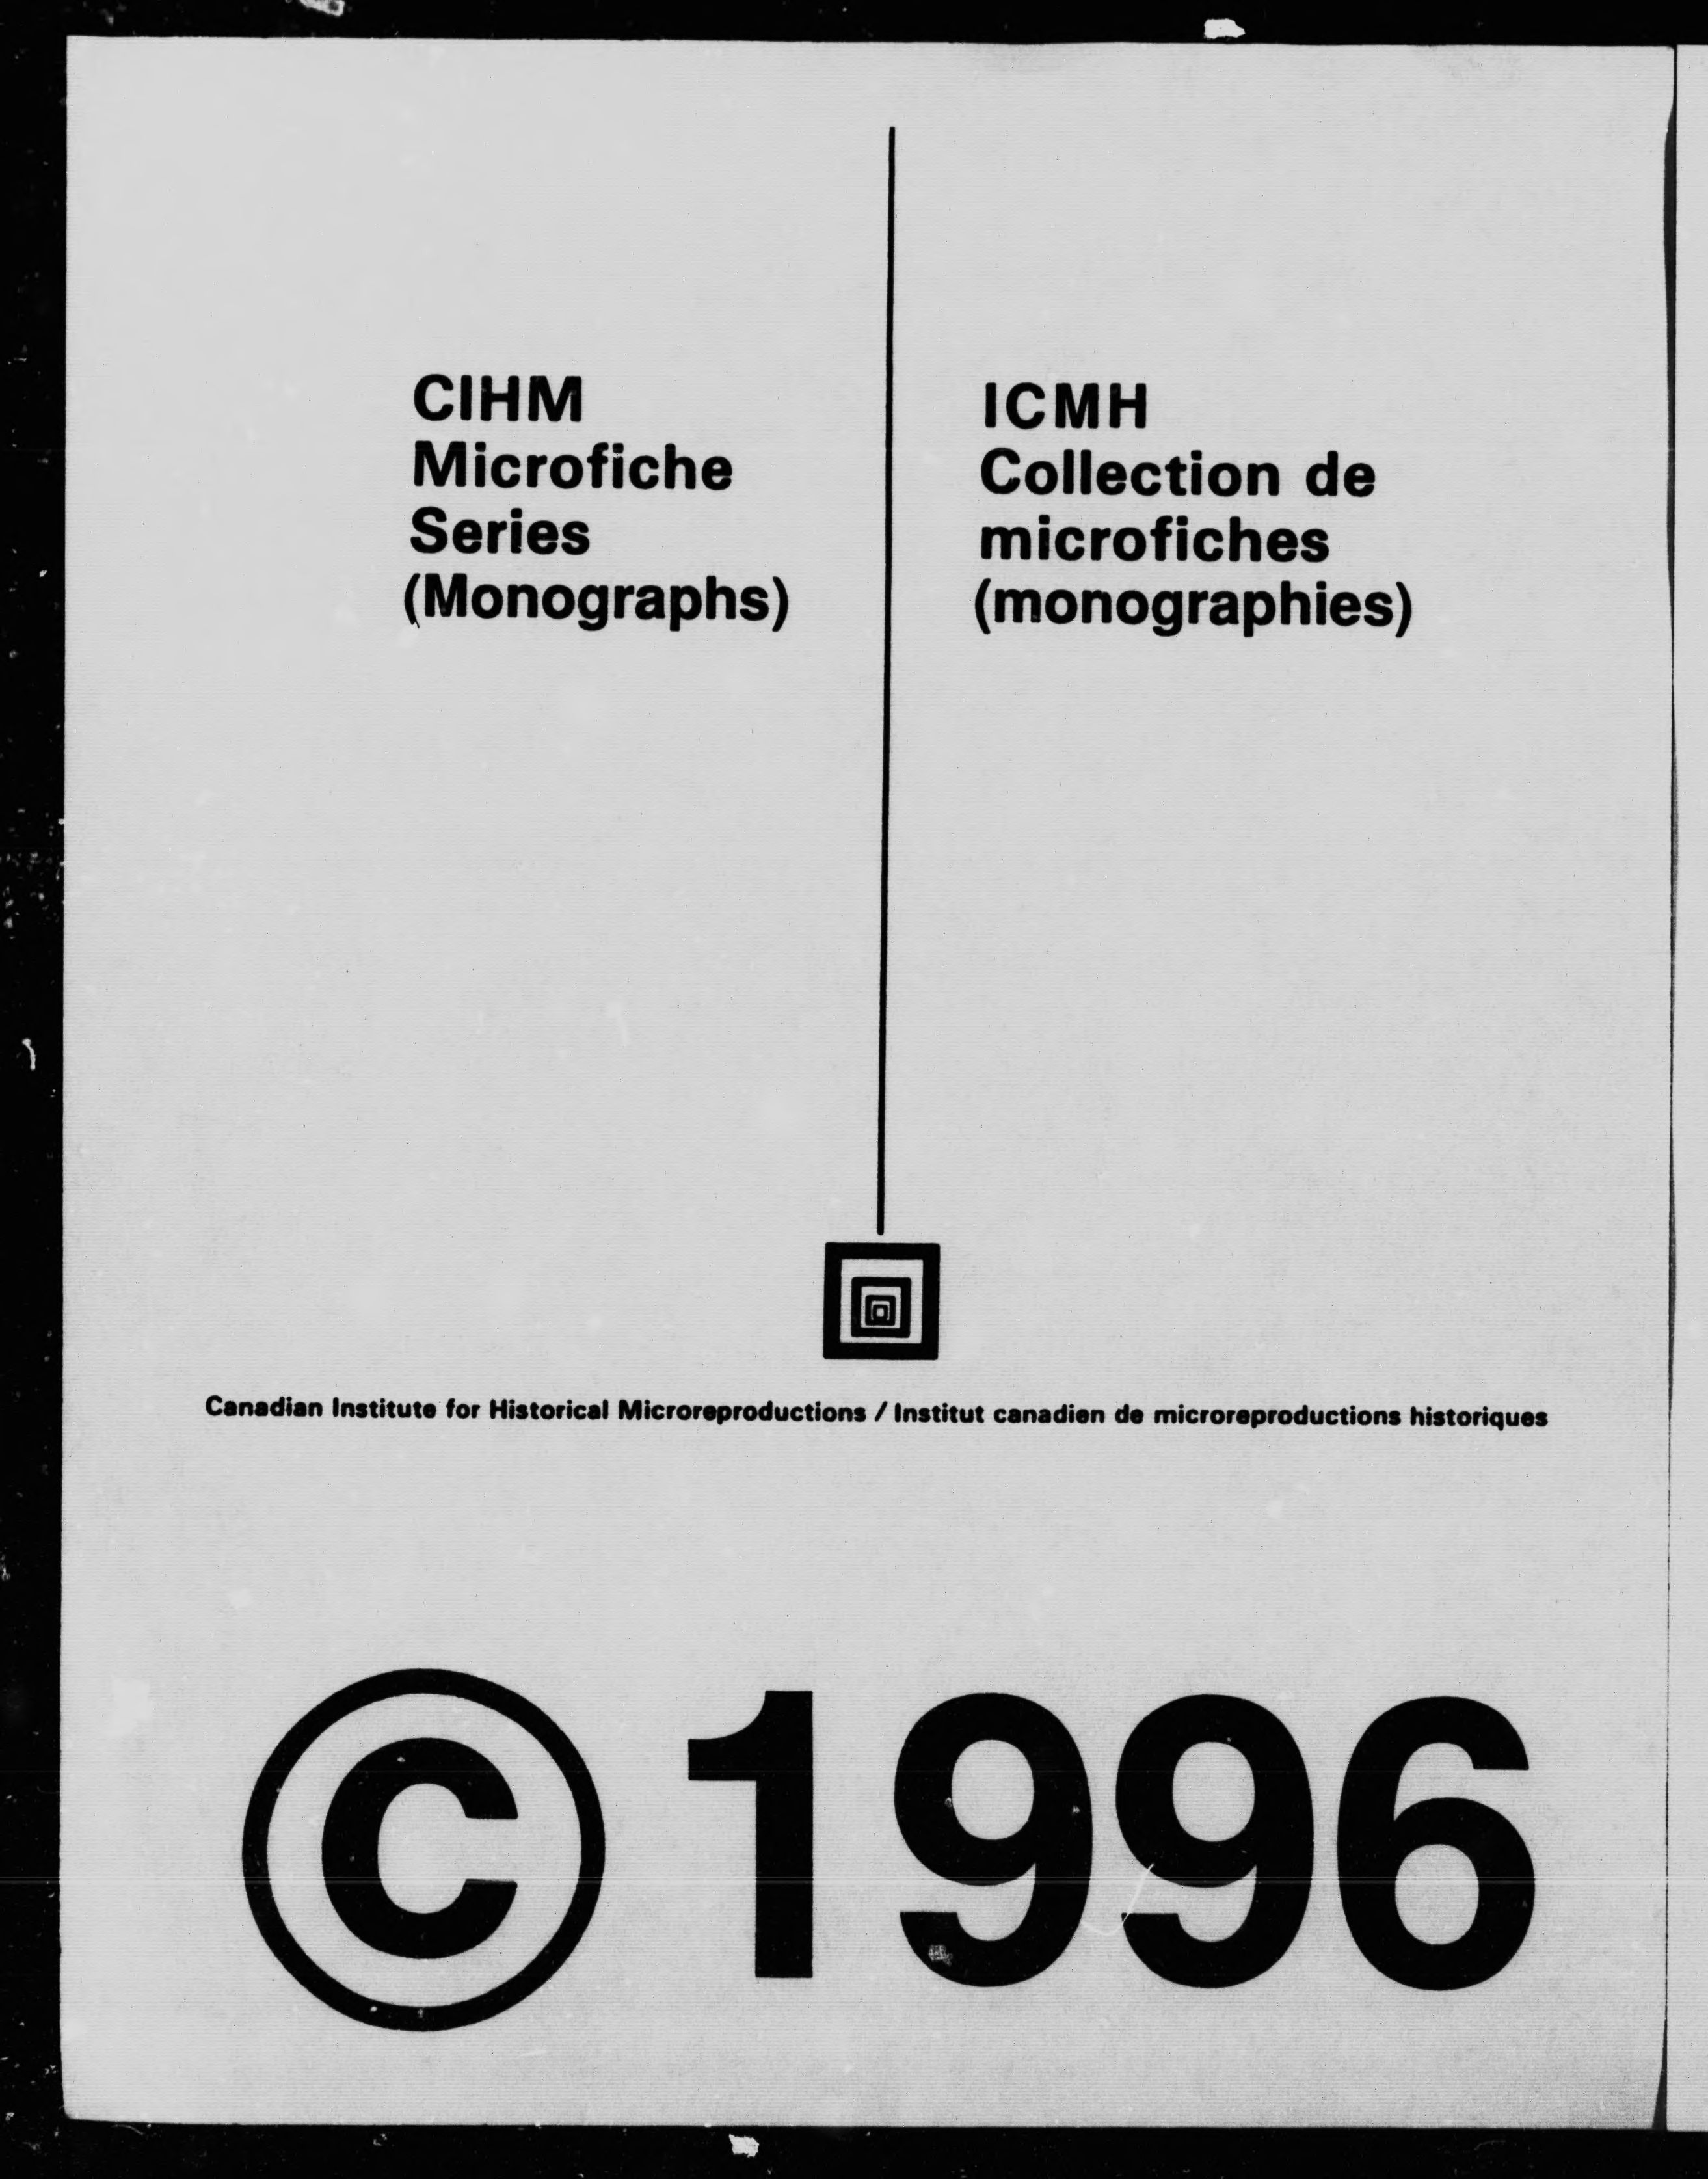 CIHM
Microfiche
Series
(Monographs)
ICMH
Collection de
microfiches
(monographies)
Canadian Institute for Historical Microreproductions / Institut canadien de microreproductions historiques
© 1996